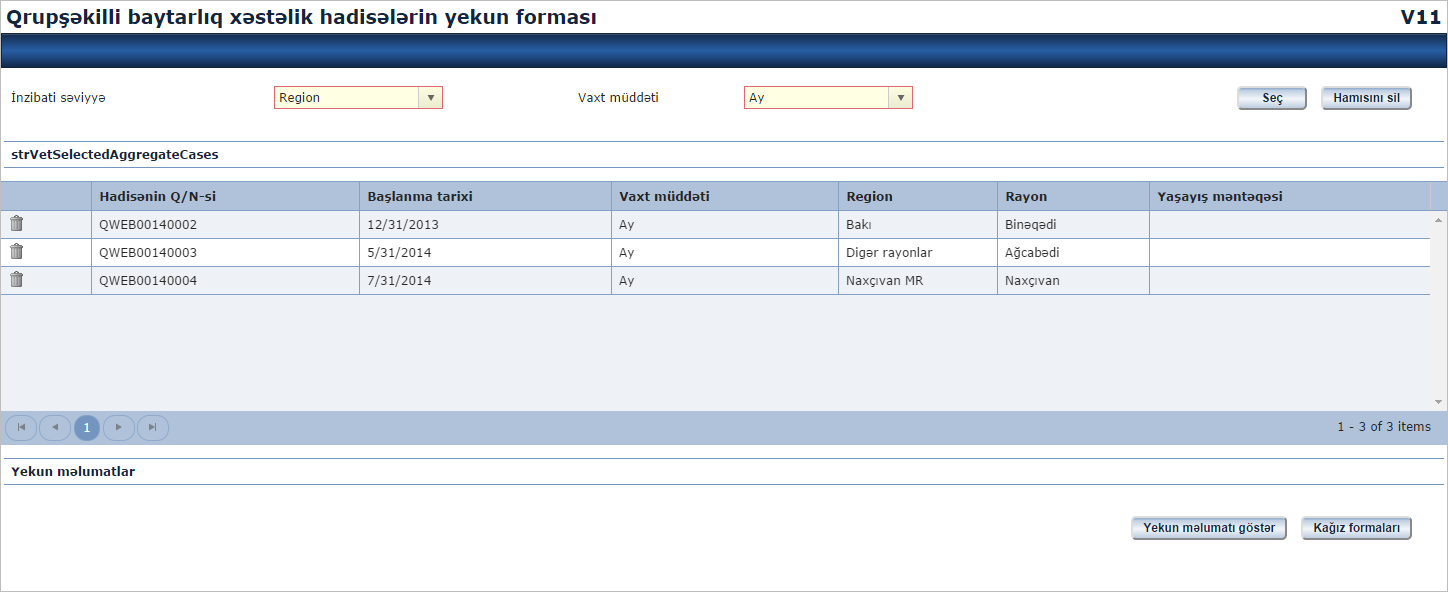 Qrupşəkilli baytarlıq xəstəlik hadisələrin yekun forması V11
İnzibati səviyyə Region Vaxt müddəti Ay Seç Hamısını sil
strVetSelectedAggregateCases
Hadisənin Q/N-si Başlanma tarixi Vaxt müddəti Region Rayon Yaşayış məntəqəsi
QWEB00140002 12/31/2013 Ay Bakı Binəqədi
QWEB00140003 5/31/2014 Ay Digər rayonlar Ağcabədi
QWEB00140004 7/31/2014 Ay Naxçıvan MR Naxçıvan
1 1 - 3 of 3 items
Yekun məlumatlar
Yekun məlumatı göstər Kağız formaları